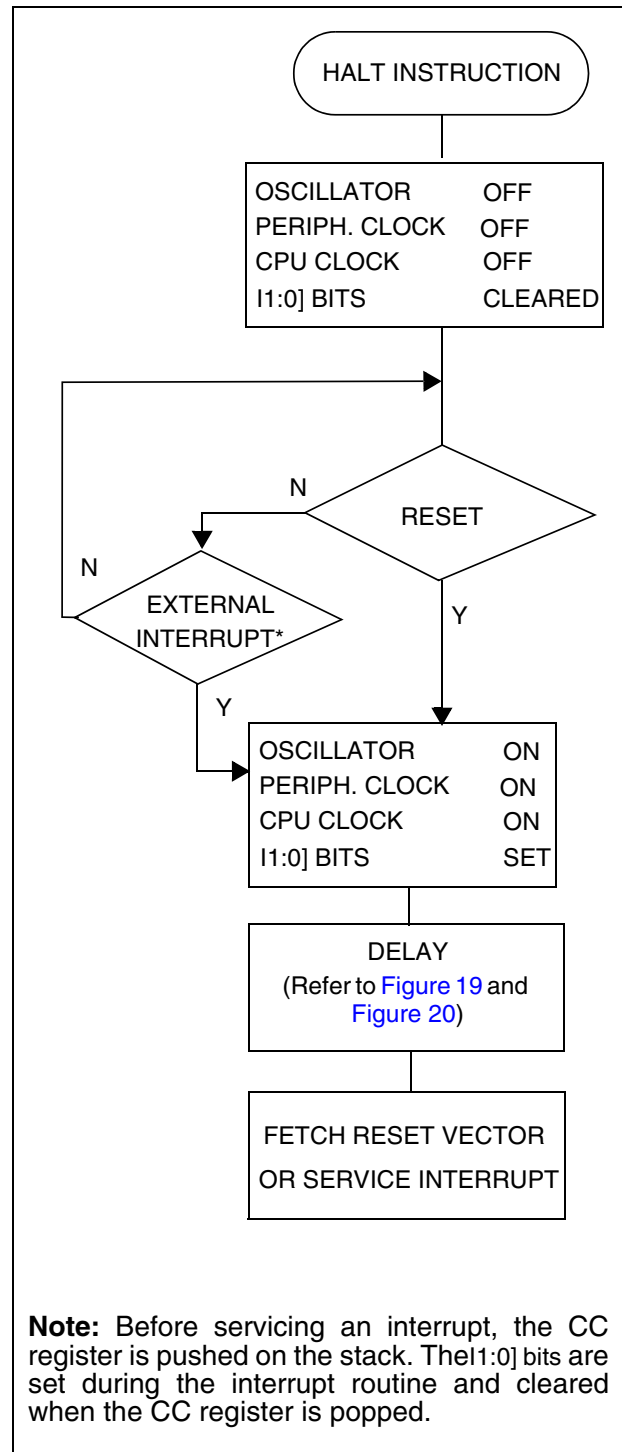 HALT INSTRUCTION
OSCILLATOR OFF
PERIPH. CLOCK OFF
CPU CLOCK OFF
I1:0] BITS CLEARED
N
RESET
N
EXTERNAL
INTERRUPT*
Y
Y
OSCILLATOR ON
PERIPH. CLOCK ON
CPU CLOCK ON
I1:0] BITS SET
DELAY
(Refer to Figure 19 and
Figure 20)
FETCH RESET VECTOR
OR SERVICE INTERRUPT
Note: Before servicing an interrupt, the CC
register is pushed on the stack. TheI1:0] bits are
set during the interrupt routine and cleared
when the CC register is popped.